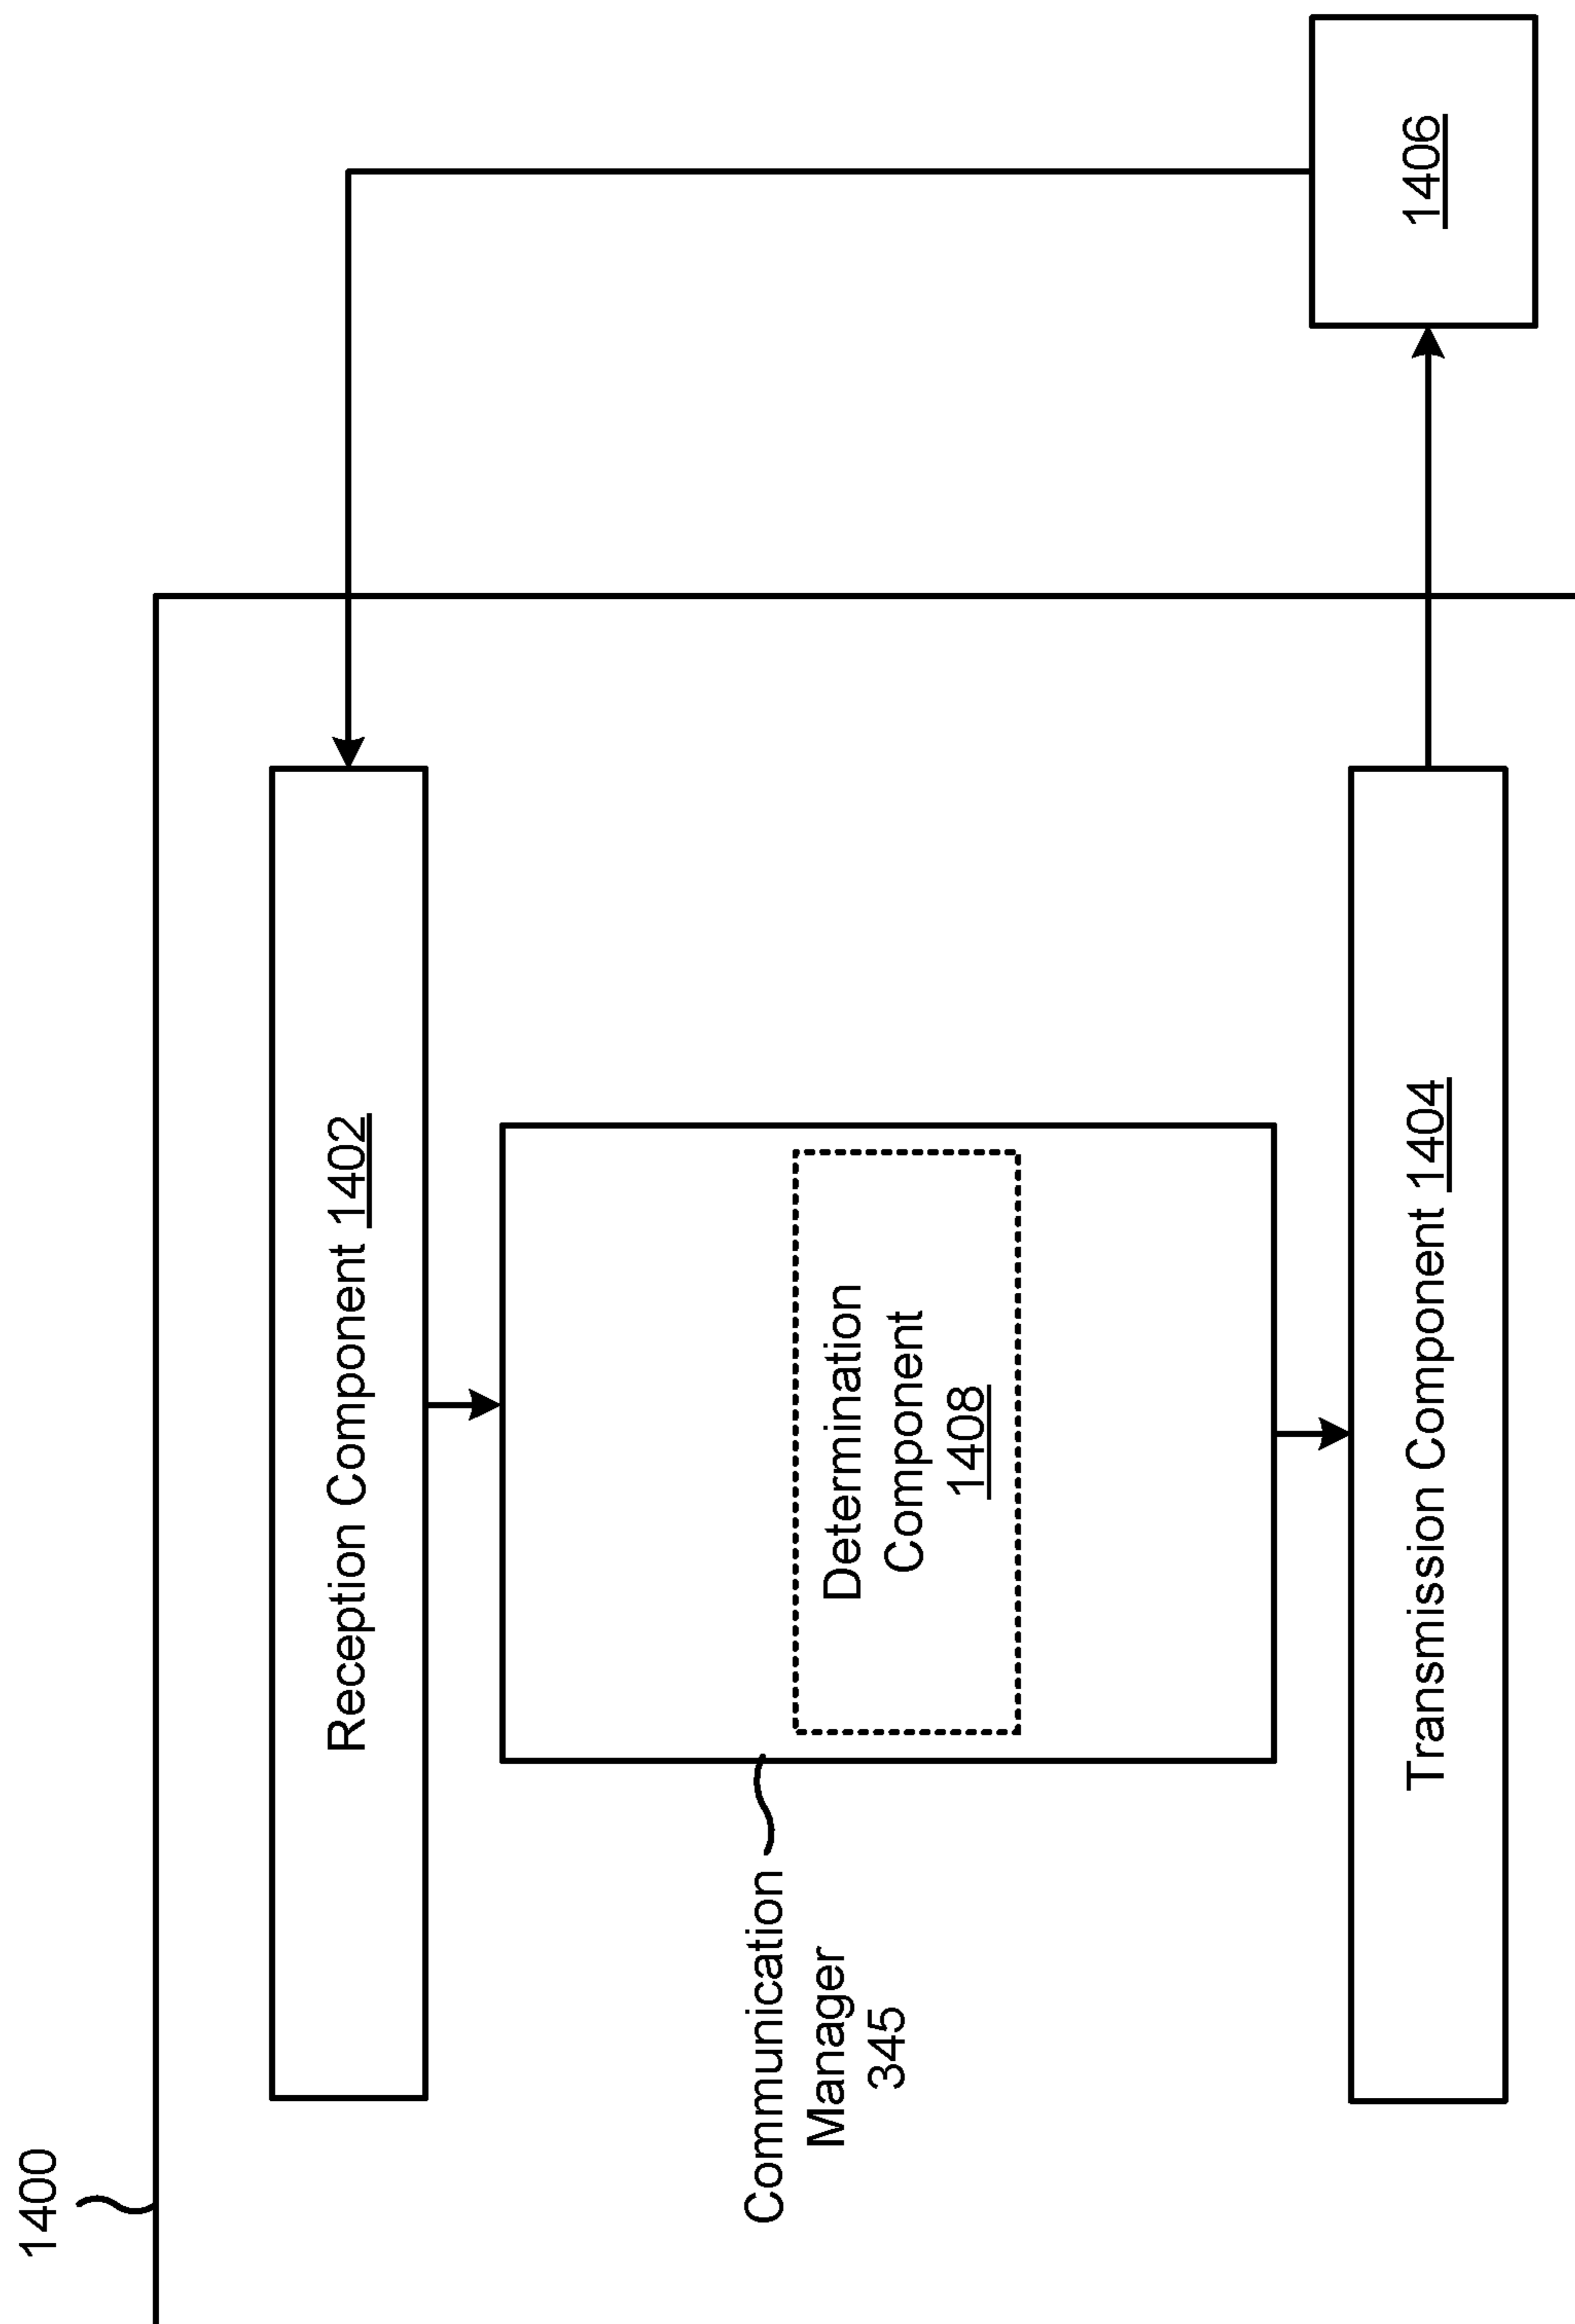 1400
Reception Component 1402
Communication
Manager
345
Determination
Component
1408
Transmission Component 1404
1406